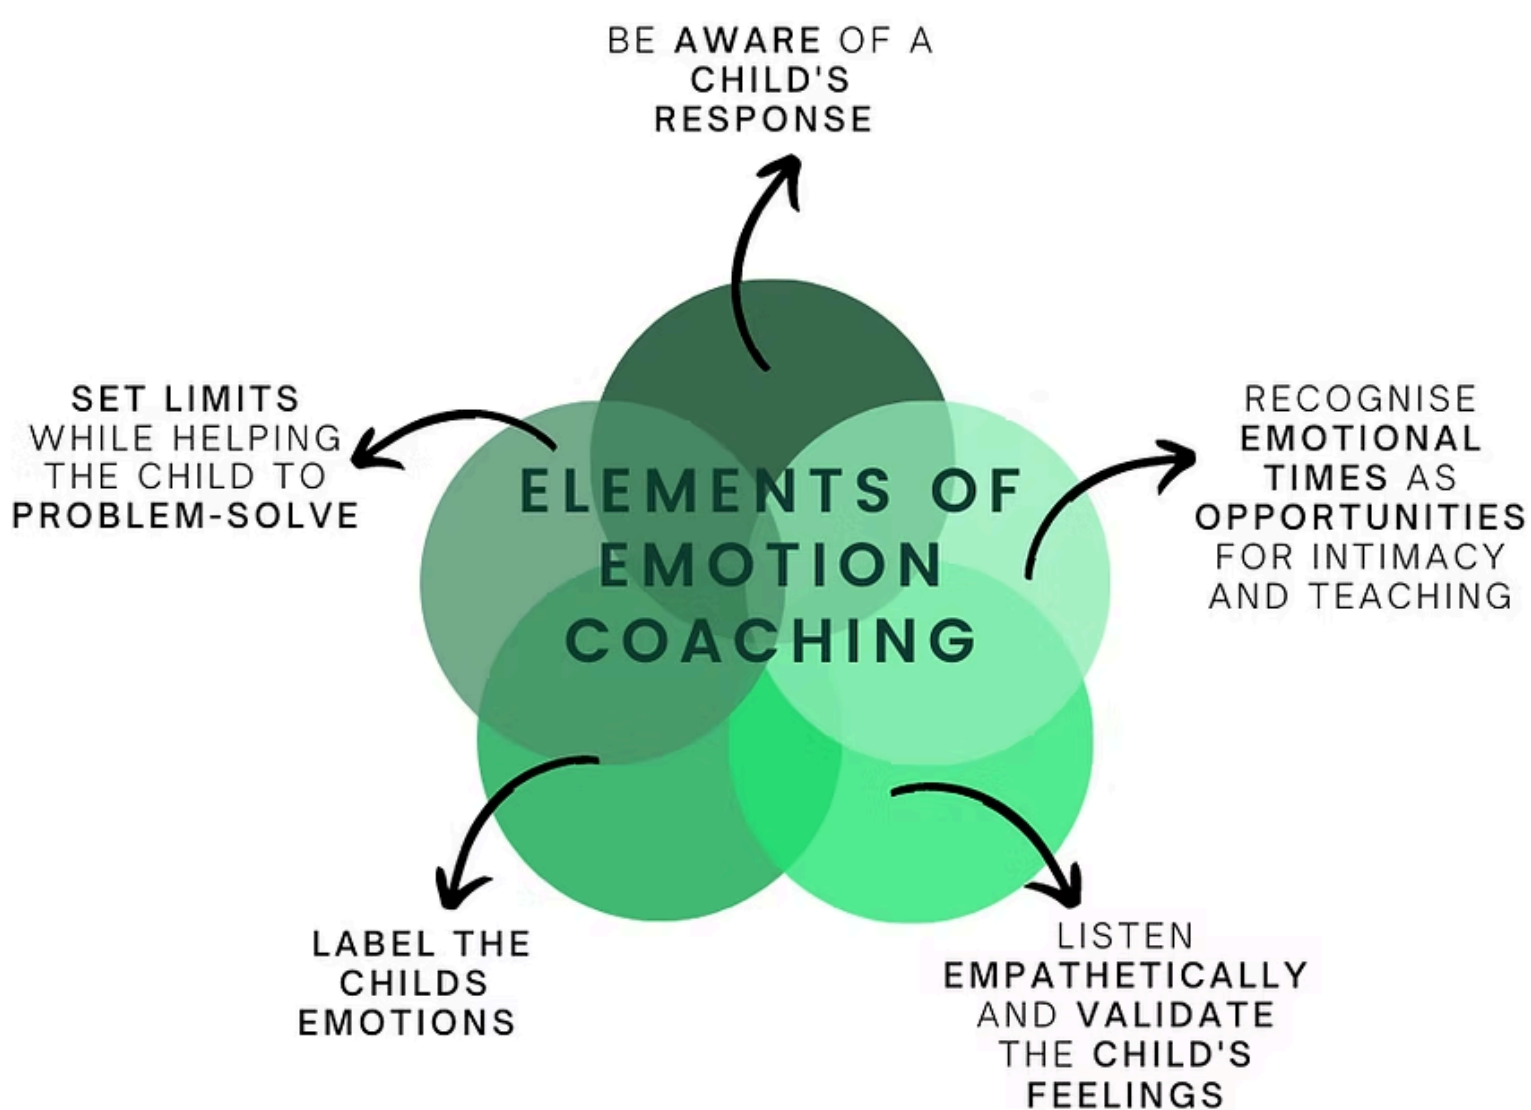 BE AWARE OF A
CHILD'S
RESPONSE
SET LIMITS
WHILE HELPING
THE CHILD TO
PROBLEM-SOLVE
RECOGNISE
EMOTIONAL
TIMES AS
OPPORTUNITIES
FOR INTIMACY
AND TEACHING
ELEMENTS OF
EMOTION
COACHING
LABEL THE
CHILDS
EMOTIONS
LISTEN
EMPATHETICALLY
AND VALIDATE
THE CHILD'S
FEELINGS